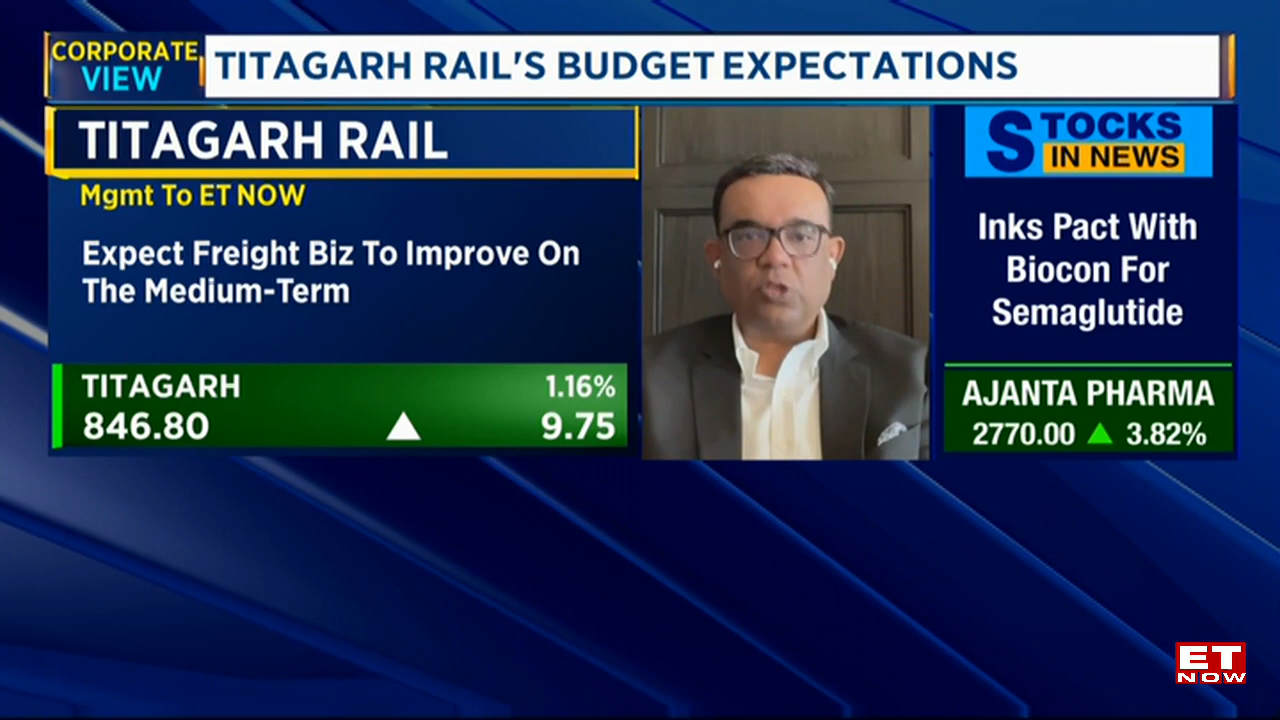 CORPORATE
VIEW
TITAGARH RAIL'S BUDGET EXPECTATIONS
TITAGARH RAIL
Mgmt To ET NOW
Expect Freight Biz To Improve On
The Medium-Term
TITAGARH 1.16%
846.80 9.75
STOCKS
IN NEWS
Inks Pact With
Biocon For
Semaglutide
AJANTA PHARMA
2770.00 3.82%
ET
NOW